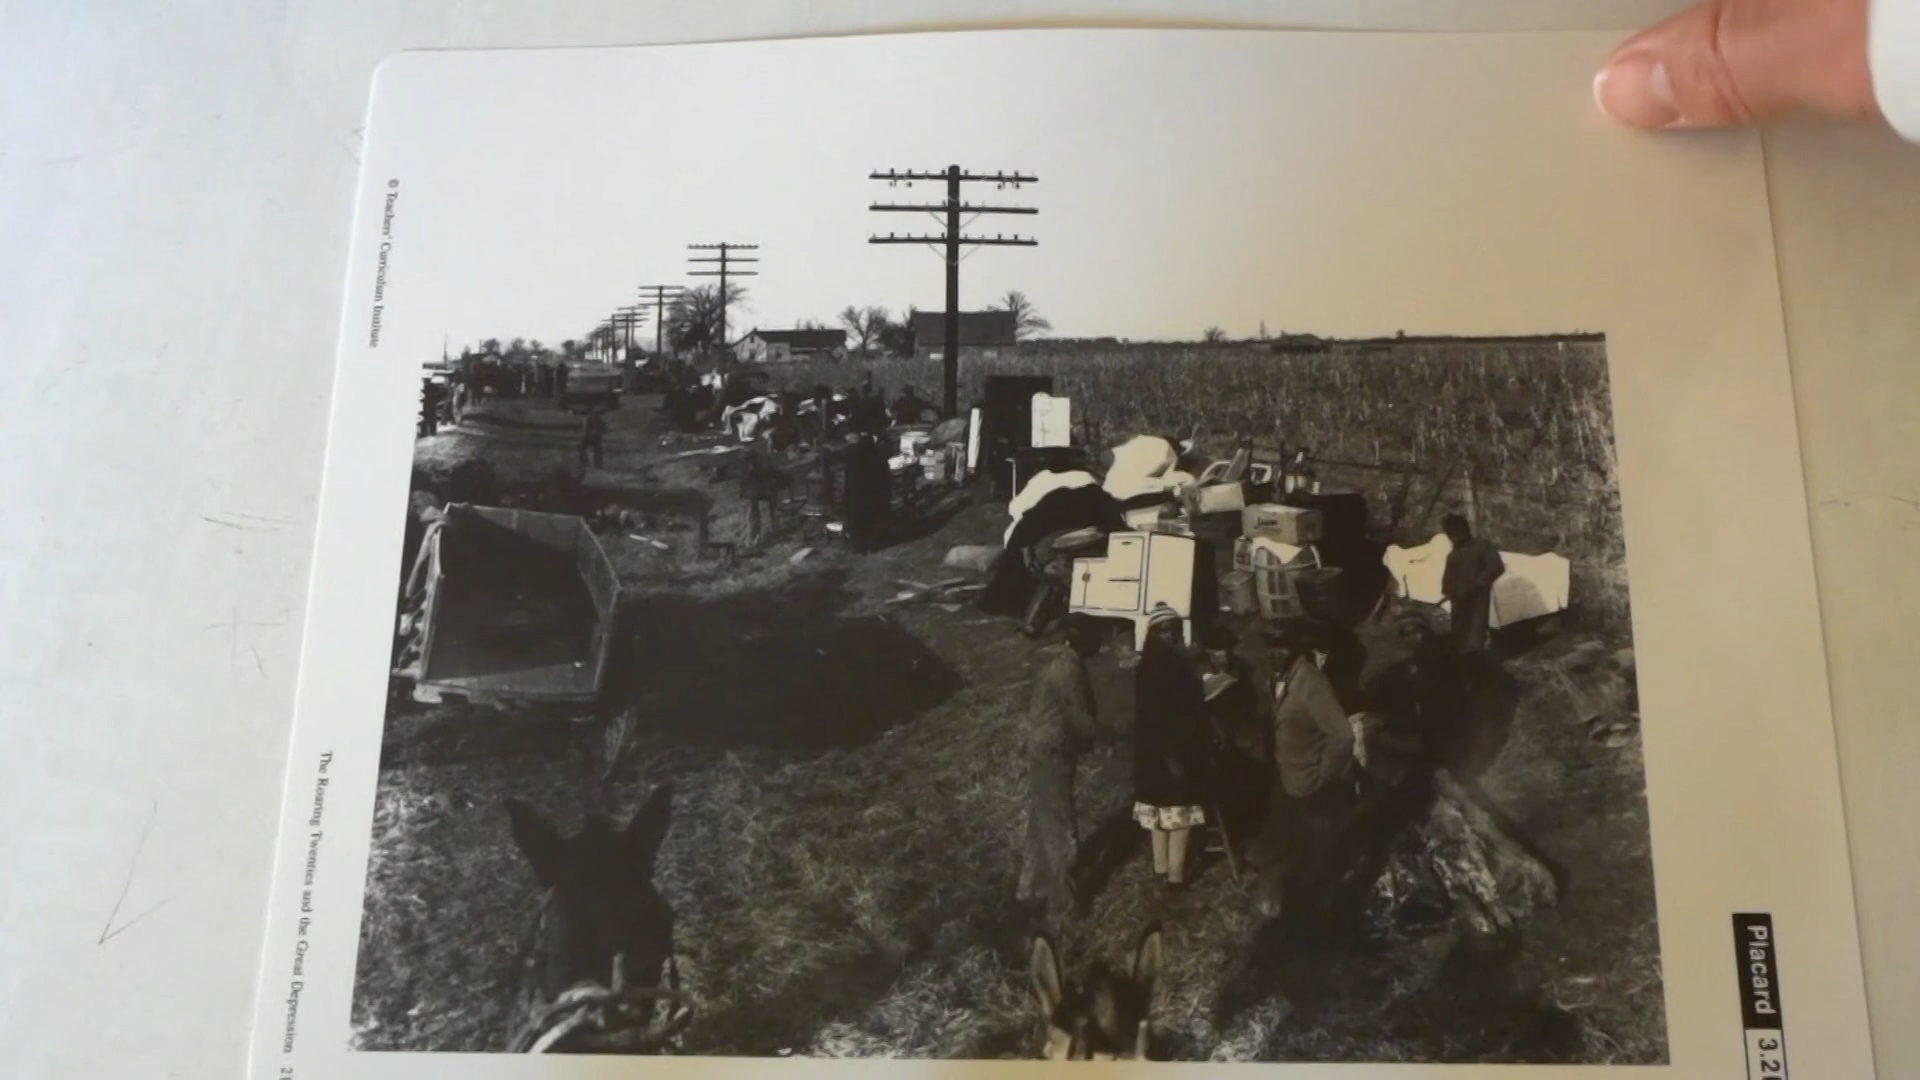 © Teachers' Curriculum Institute
The Roaring Twenties and the Great Depression
Placard